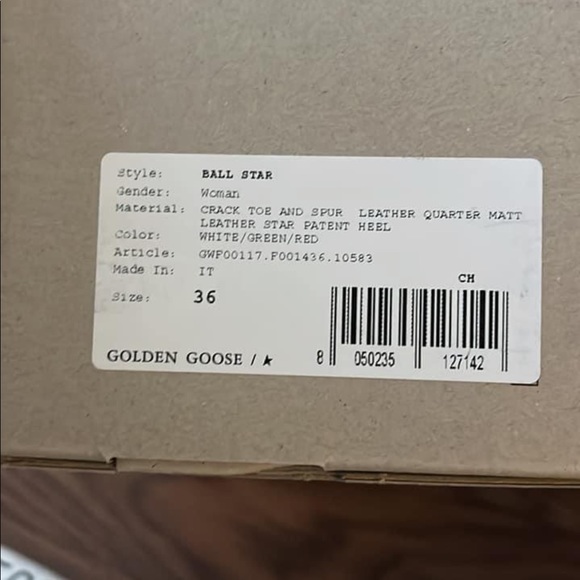 Style: BALL STAR
Gender: Woman
Material: CRACK TOE AND SPUR LEATHER QUARTER MATT
LEATHER STAR PATENT HEEL
Color: WHITE/GREEN/RED
Article: GWF00117.F001436.10583
Made In: IT
CH
Size: 36
GOLDEN GOOSE /
8 050235 127142